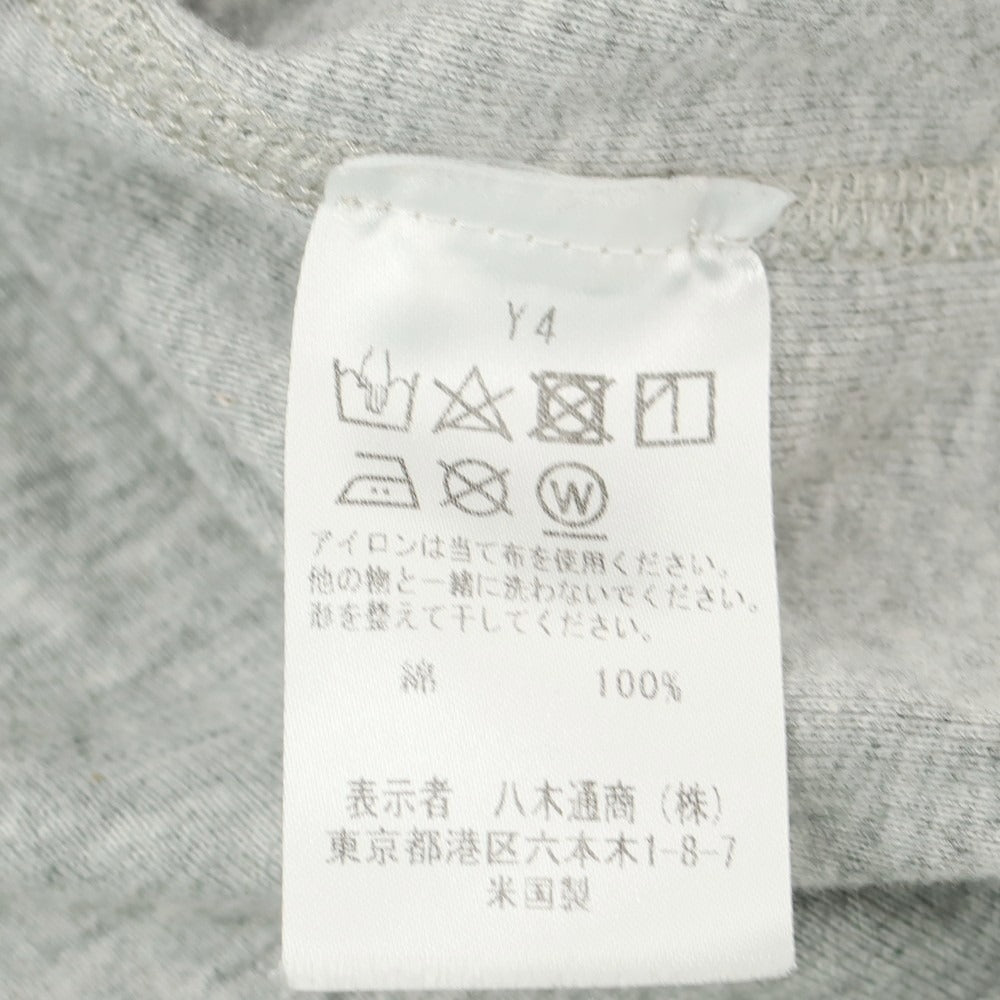 Y4
W
アイロンは当て布を使用ください。
他の物と一緒に洗わないでください。
形を整えて干してください。
綿 100%
表示者 八木通商（株）
東京都港区六本木1-8-7
米国製